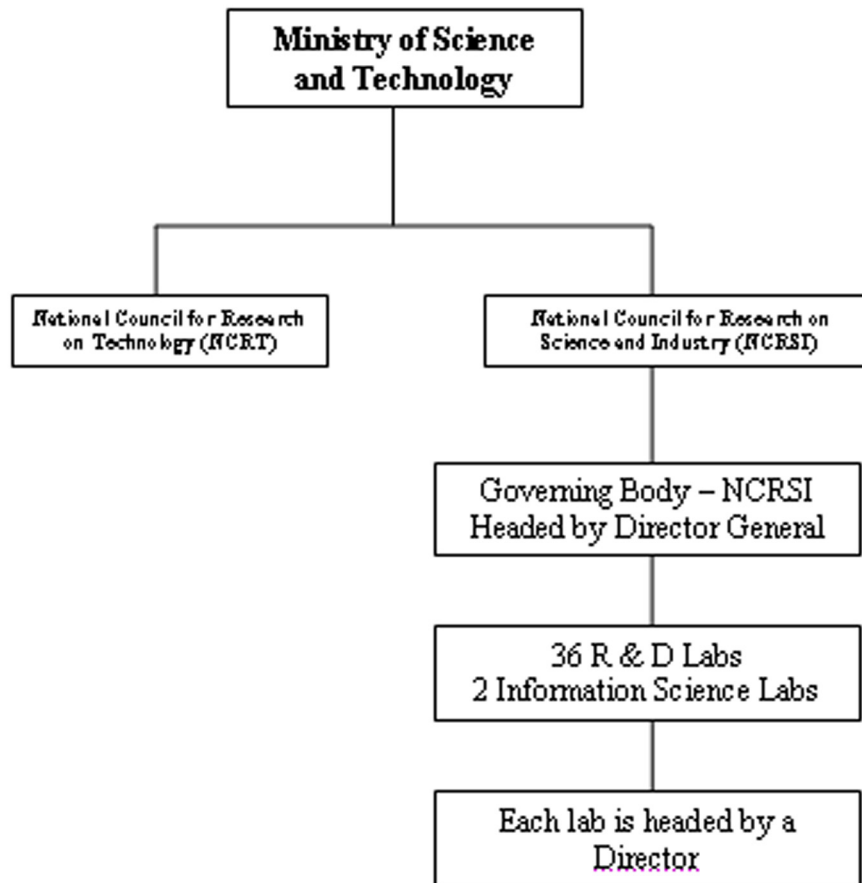 Ministry of Science
and Technology
National Council for Research
on Technology (NCRT)
National Council for Research on
Science and Industry (NCRSI)
Governing Body – NCRSI
Headed by Director General
36 R & D Labs
2 Information Science Labs
Each lab is headed by a
Director